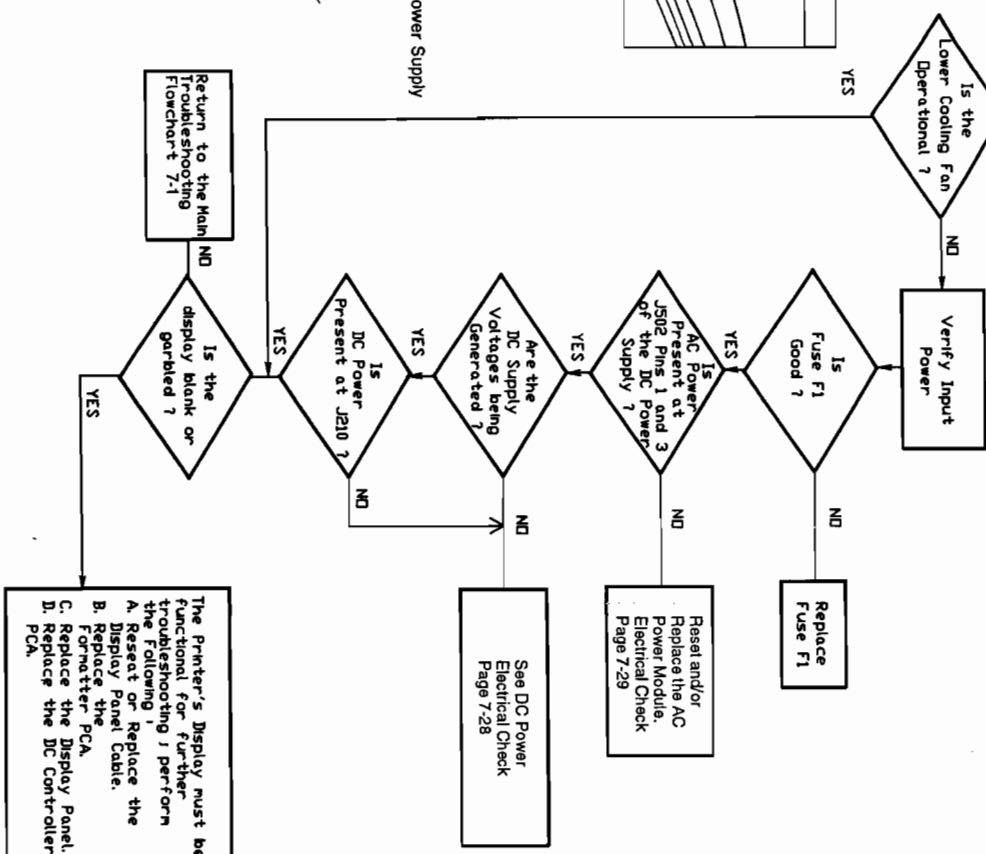 Is the
Lower Cooling Fan
Operational ?
YES
NO
Verify Input
Power
Is
Fuse F1
Good ?
NO
Replace
Fuse F1
YES
Is
AC Power
Present at
J502 Pins 1 and 3
of the DC Power
Supply ?
NO
Reset and/or
Replace the AC
Power Module.
Electrical Check
Page 7-29
YES
Are the
DC Supply
Voltages being
Generated ?
NO
See DC Power
Electrical Check
Page 7-28
YES
Is
DC Power
Present at J210 ?
NO
YES
Is the
display blank or
garbled ?
NO
Return to the Main
Troubleshooting
Flowchart 7-1
YES
The Printer's Display must be
functional for further
troubleshooting ; perform
the Following ;
A. Reseat or Replace the
Display Panel Cable.
B. Replace the
Formatter PCA.
C. Replace the Display Panel.
D. Replace the DC Controller
PCA.
ower Supply